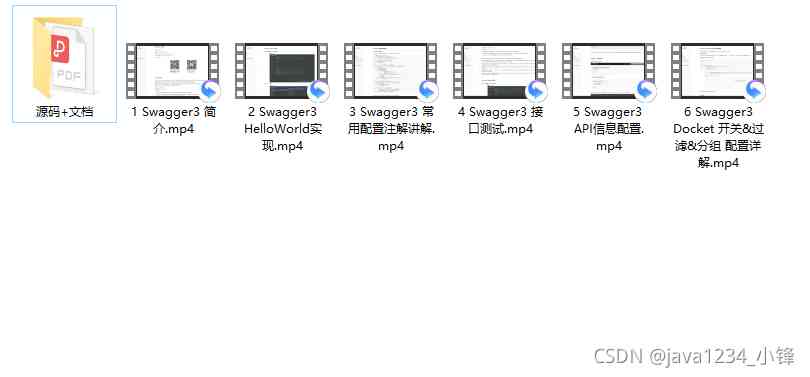 PDF
源码+文档
1 Swagger3 简
介.mp4
2 Swagger3
HelloWorld实
现.mp4
3 Swagger3 常
用配置注解讲解.
mp4
4 Swagger3 接
口测试.mp4
5 Swagger3
API信息配置.
mp4
6 Swagger3
Docket 开关&过
滤&分组 配置详
解.mp4
CSDN @java1234_小锋